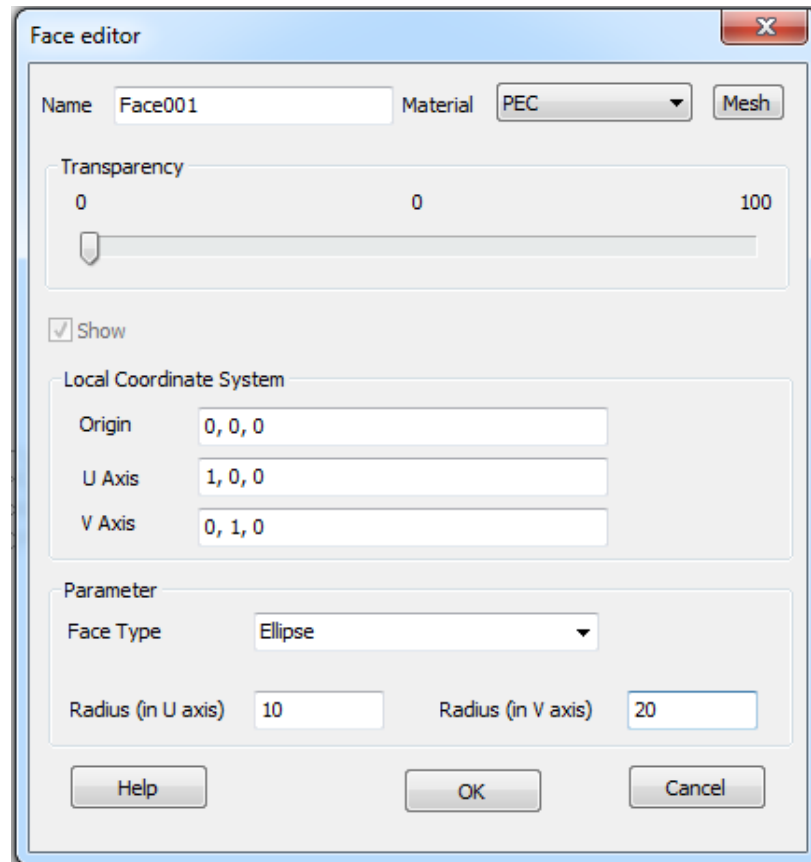 Face editor
Name Face001 Material PEC Mesh
Transparency
0 0 100
Show
Local Coordinate System
Origin 0, 0, 0
U Axis 1, 0, 0
V Axis 0, 1, 0
Parameter
Face Type Ellipse
Radius (in U axis) 10 Radius (in V axis) 20
Help OK Cancel